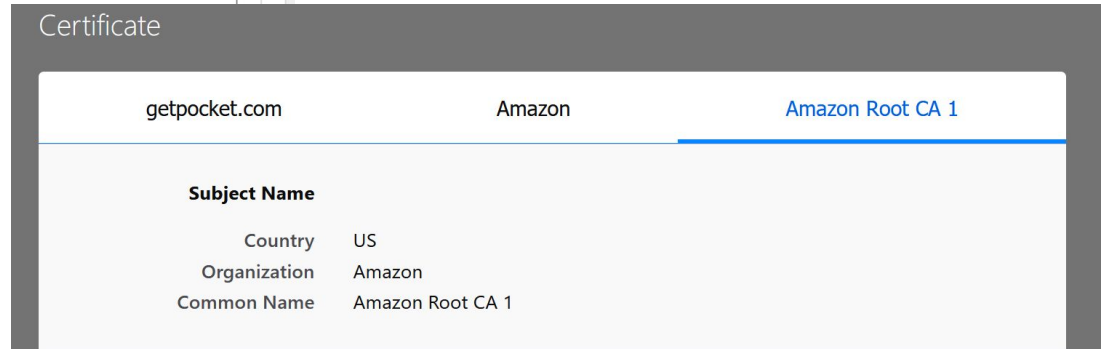 Certificate
getpocket.com Amazon Amazon Root CA 1
Subject Name
Country US
Organization Amazon
Common Name Amazon Root CA 1